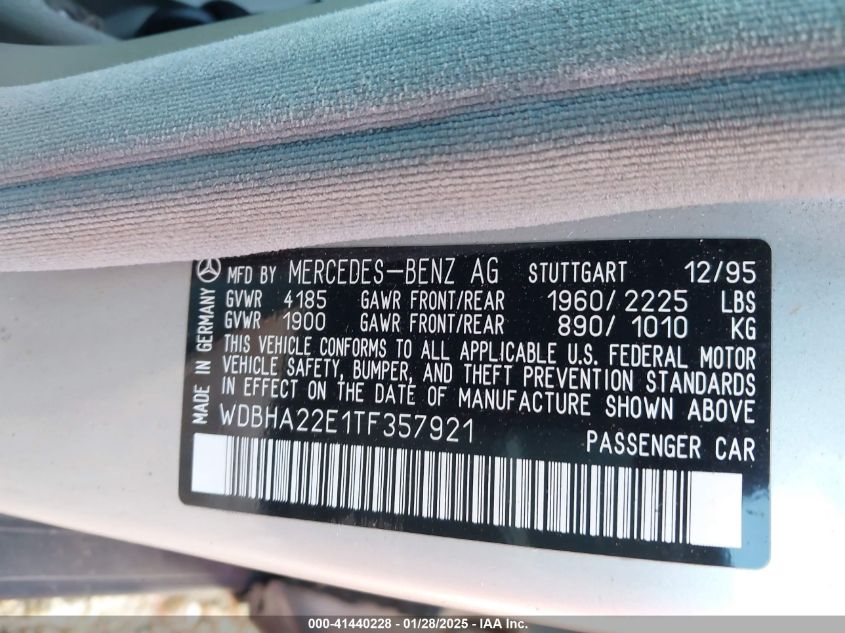 MADE IN GERMANY
MFD BY MERCEDES-BENZ AG STUTTGART 12/95
GVWR 4185 GAWR FRONT/REAR 1960/2225 LBS
GVWR 1900 GAWR FRONT/REAR 890/1010 KG
THIS VEHICLE CONFORMS TO ALL APPLICABLE U.S. FEDERAL MOTOR
VEHICLE SAFETY, BUMPER, AND THEFT PREVENTION STANDARDS
IN EFFECT ON THE DATE OF MANUFACTURE SHOWN ABOVE
WDBHA22E1TF357921
PASSENGER CAR
000-41440228 - 01/28/2025 - IAA Inc.